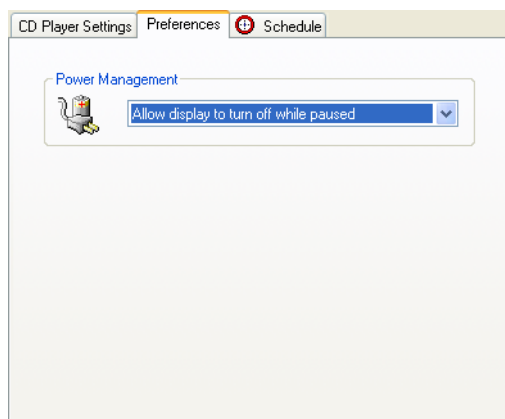 CD Player Settings Preferences Schedule
Power Management
Allow display to turn off while paused